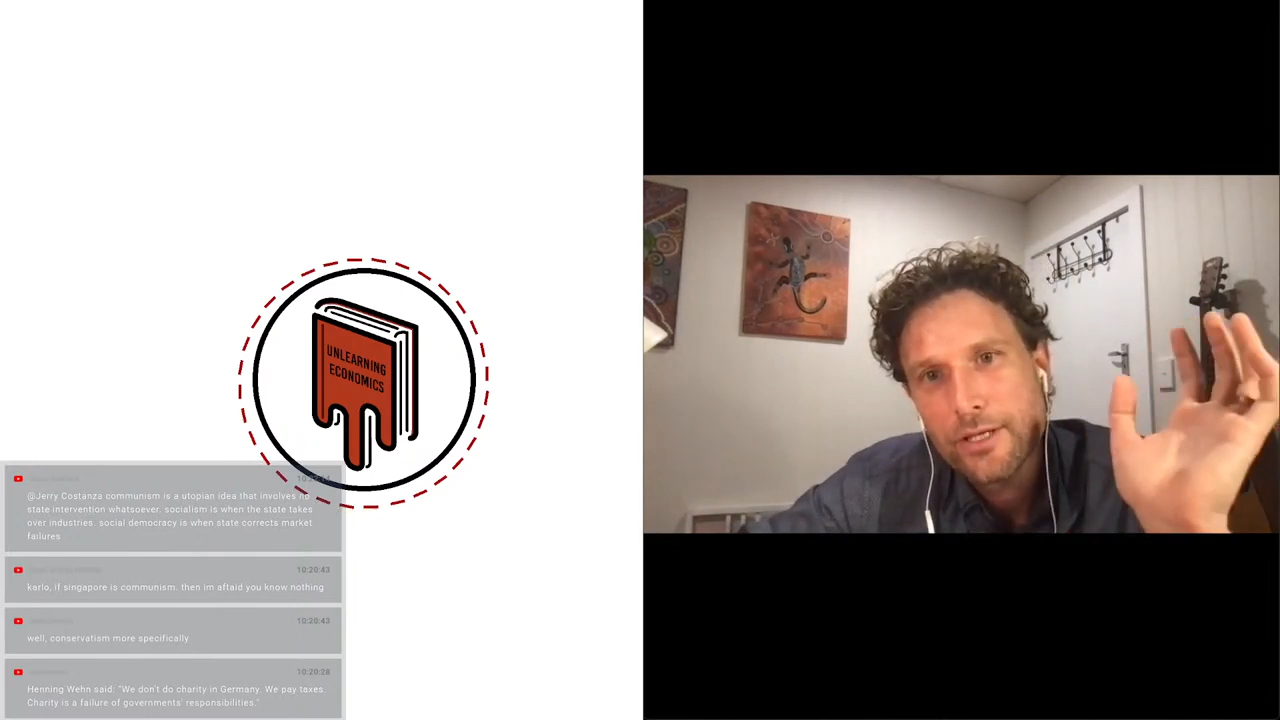 UNLEARNING
ECONOMICS
@Jerry Costanza communism is a utopian idea that involves no
state intervention whatsoever. socialism is when the state takes
over industries. social democracy is when state corrects market
failures
10:20:43
karlo, if singapore is communism. then im aftaid you know nothing
10:20:43
well, conservatism more specifically
10:20:28
Henning Wehn said: "We don't do charity in Germany. We pay taxes.
Charity is a failure of governments' responsibilities."